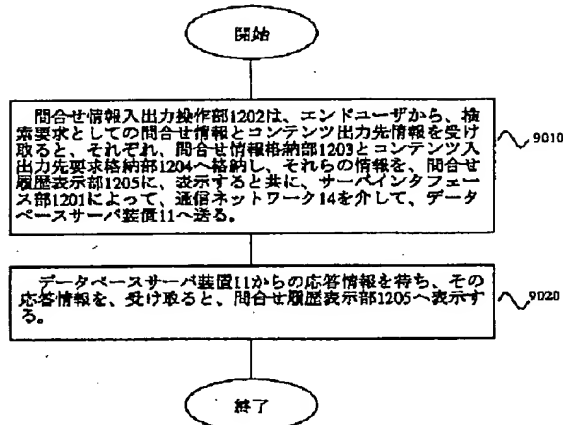 開始
問合せ情報入出力操作部1202は、エンドユーザから、検
索要求としての問合せ情報とコンテンツ出力先情報を受け
取ると、それぞれ、問合せ情報格納部1203とコンテンツ入
出力先要求格納部1204へ格納し、それらの情報を、問合せ
履歴表示部1205に、表示すると共に、サーバインタフェー
ス部1201によって、通信ネットワーク14を介して、データ
ベースサーバ装置11へ送る。
9010
データベースサーバ装置11からの応答情報を待ち、その
応答情報を、受け取ると、問合せ履歴表示部1205へ表示す
る。
9020
終了